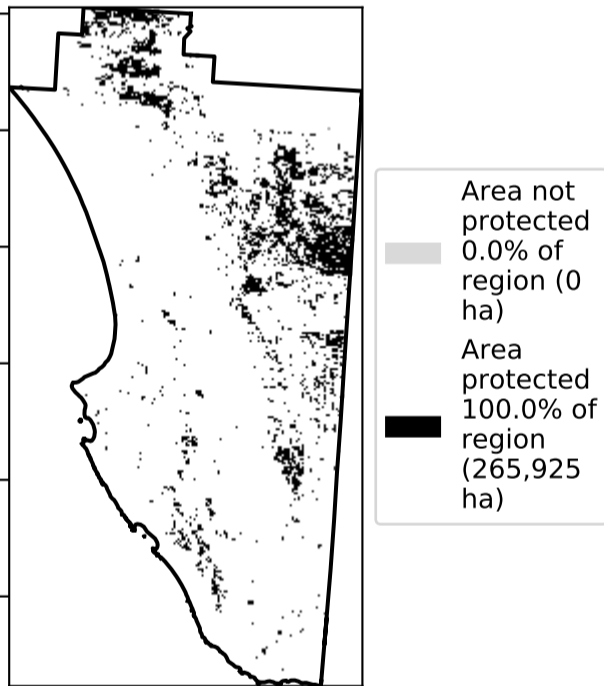 Area not
protected
0.0% of
region (0
ha)
Area
protected
100.0% of
region
(265,925
ha)